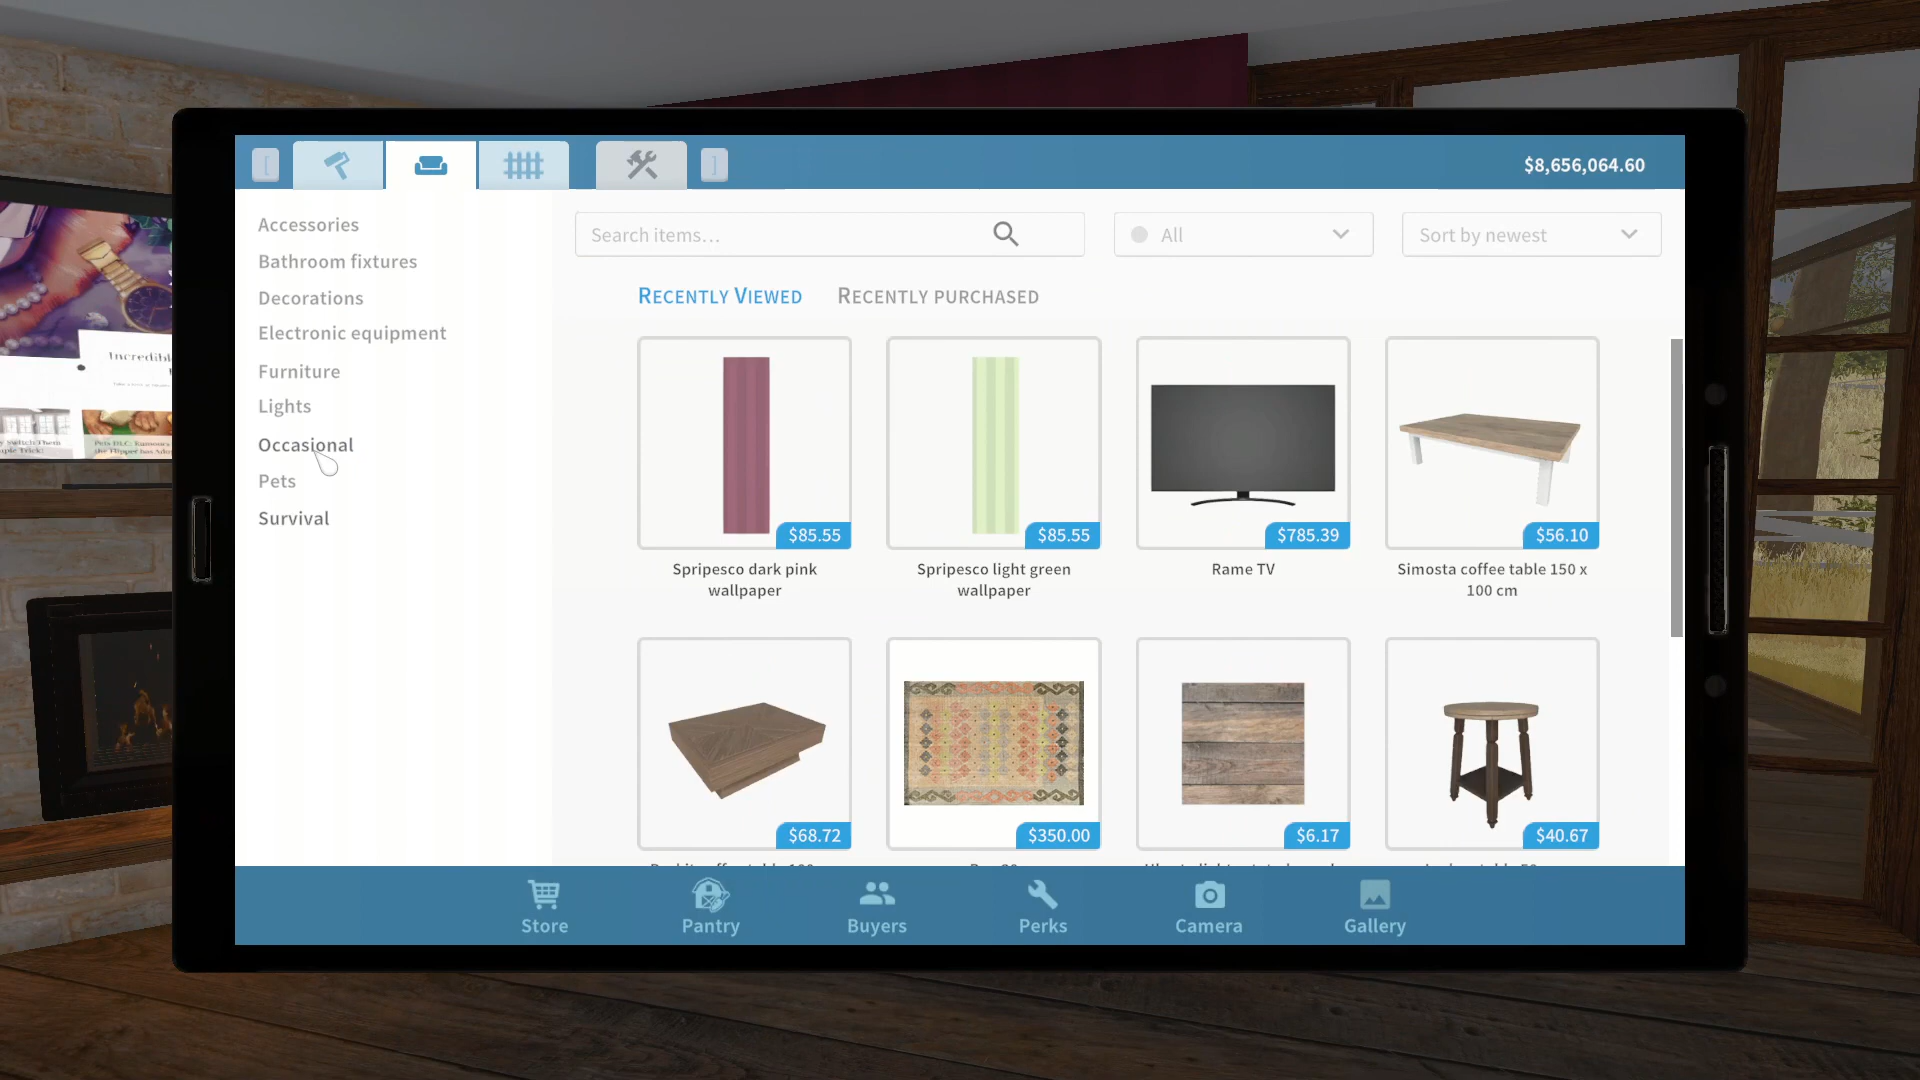 [
]
$8,656,064.60
Accessories
Bathroom fixtures
Decorations
Electronic equipment
Furniture
Lights
Occasional
Pets
Survival
Search items...
All
Sort by newest
RECENTLY VIEWED
RECENTLY PURCHASED
$85.55
$85.55
$785.39
$56.10
Spripesco dark pink
wallpaper
Spripesco light green
wallpaper
Rame TV
Simosta coffee table 150 x
100 cm
$68.72
$350.00
$6.17
$40.67
Store
Pantry
Buyers
Perks
Camera
Gallery